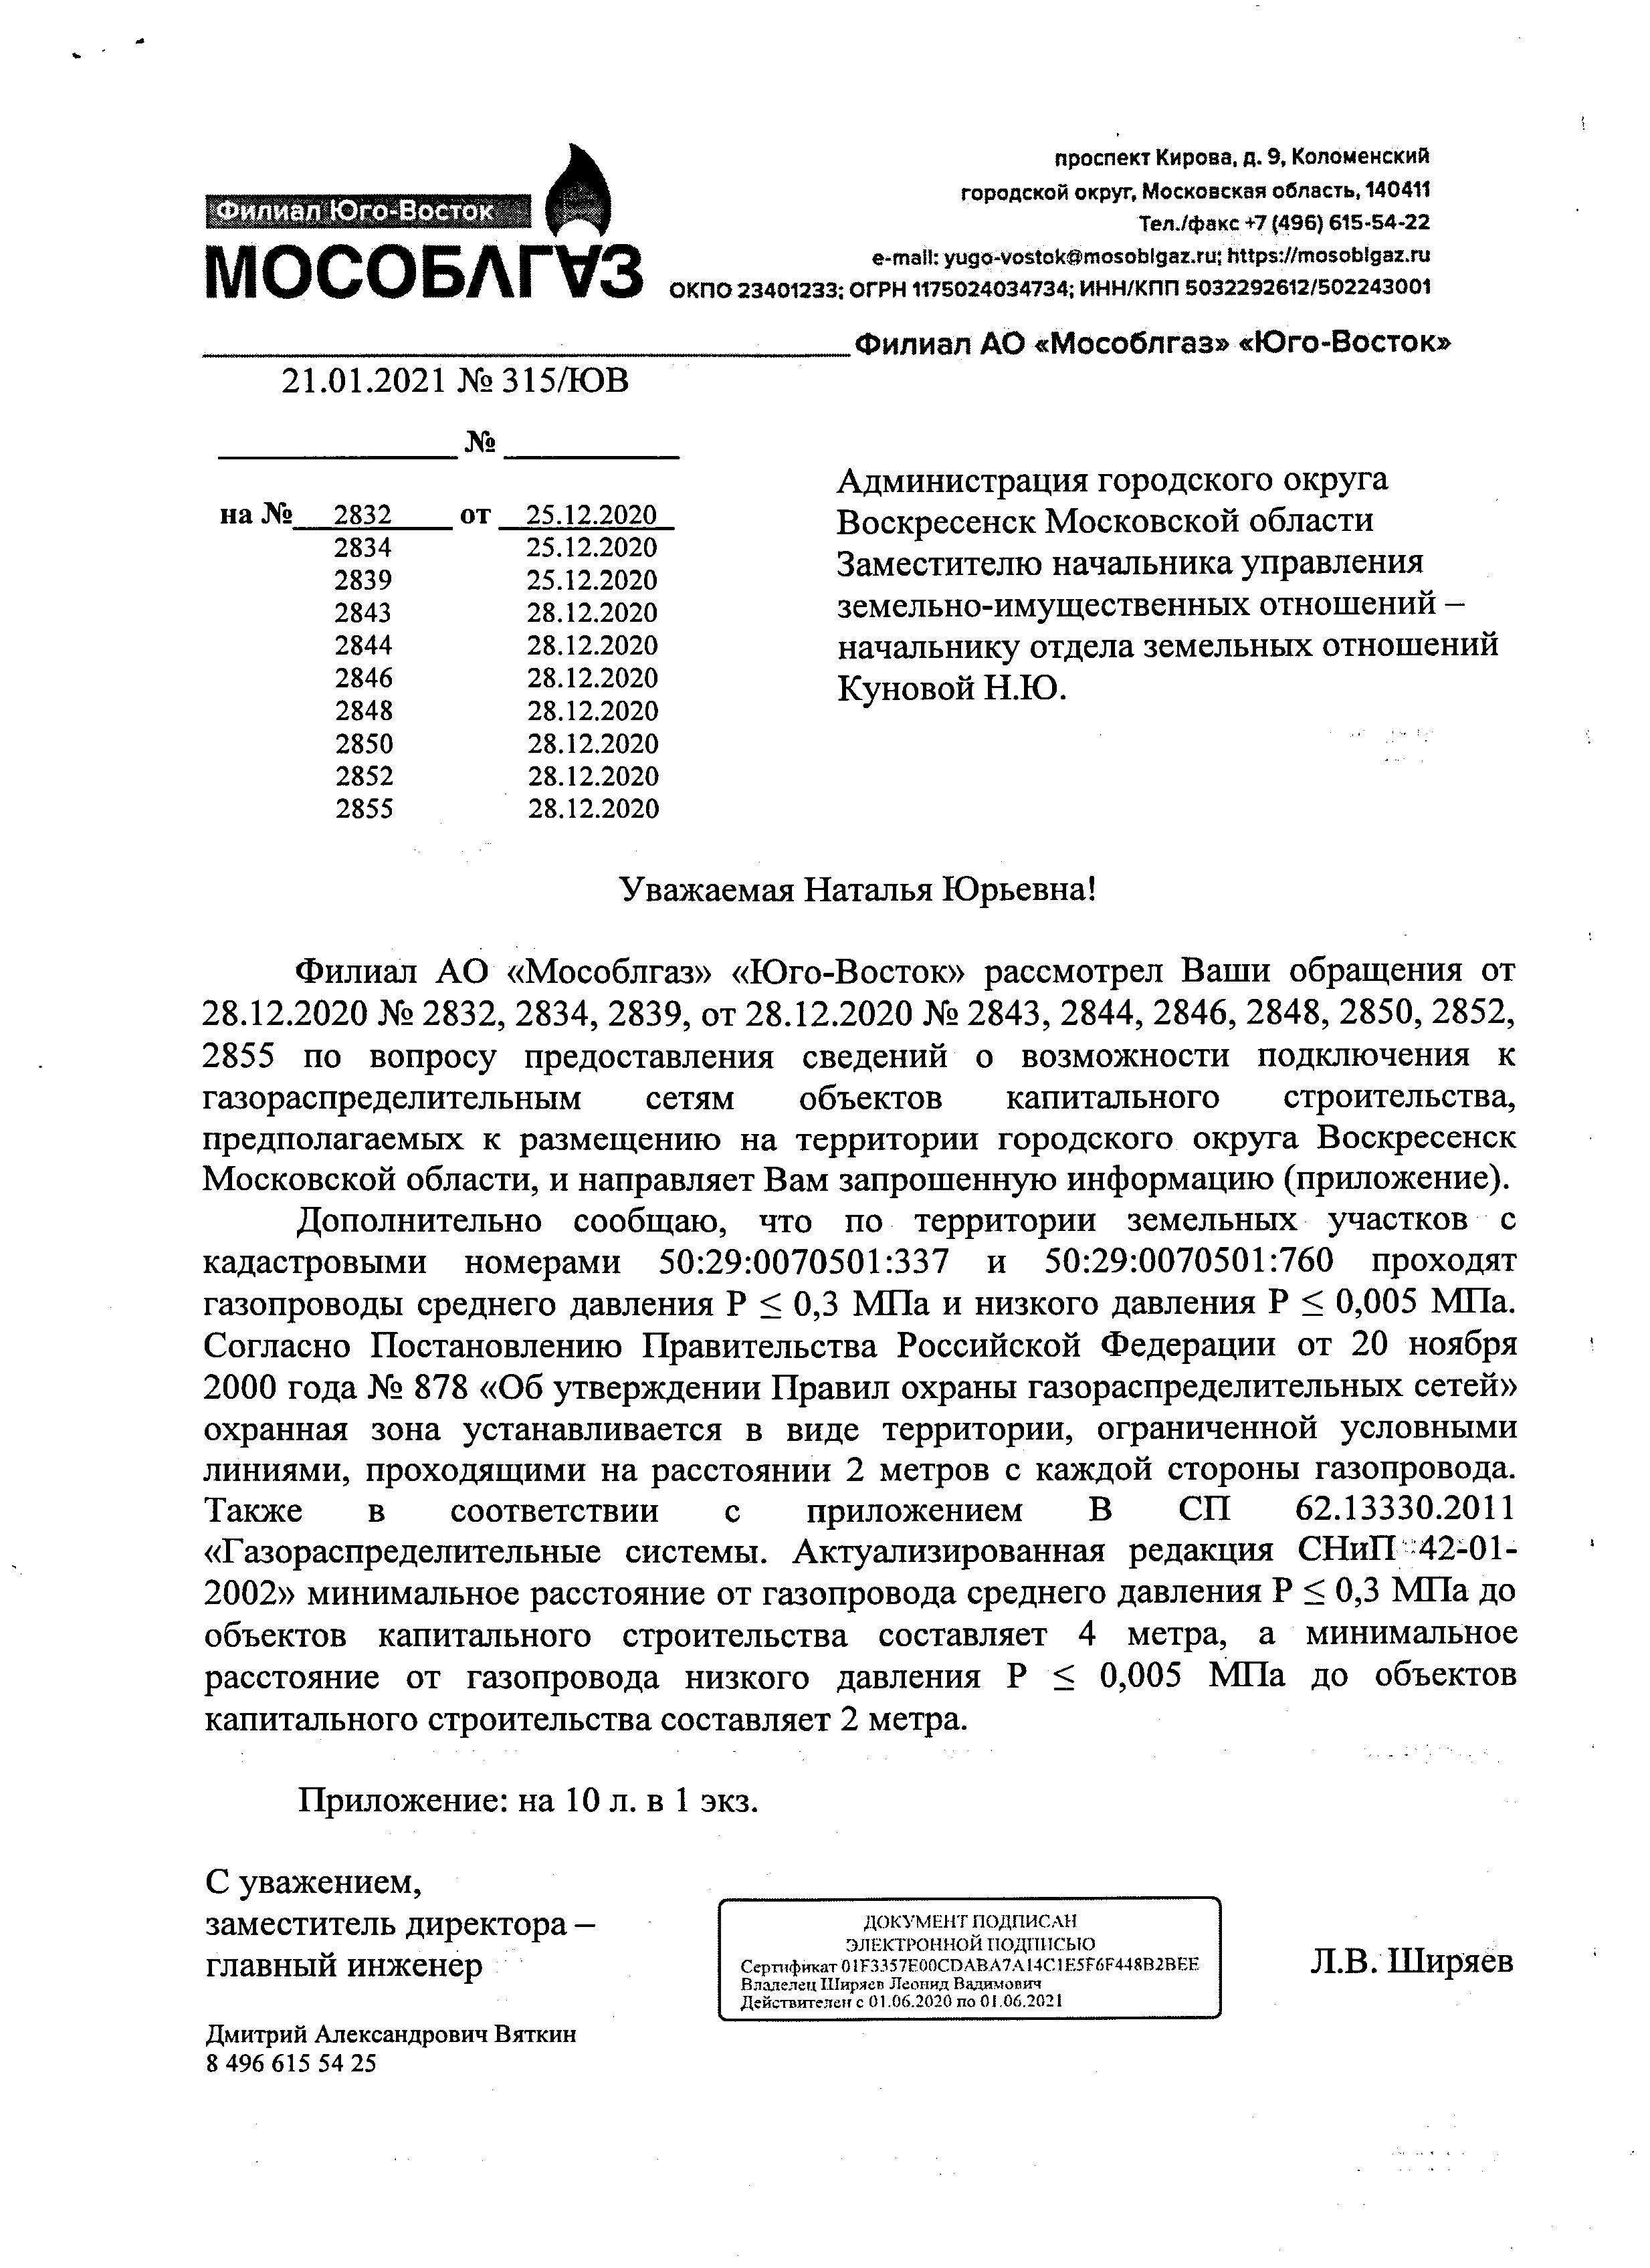 Филиал Юго-Восток
МОСОБЛГАЗ
проспект Кирова, д. 9, Коломенский
городской округ, Московская область, 140411
Тел./факс +7 (496) 615-54-22
e-mail: yugo-vostok@mosoblgaz.ru; https://mosoblgaz.ru
ОКПО 23401233; ОГРН 1175024034734; ИНН/КПП 5032292612/502243001
Филиал АО «Мособлгаз» «Юго-Восток»
21.01.2021 № 315/ЮВ
№
на № 2832 от 25.12.2020
2834 25.12.2020
2839 25.12.2020
2843 28.12.2020
2844 28.12.2020
2846 28.12.2020
2848 28.12.2020
2850 28.12.2020
2852 28.12.2020
2855 28.12.2020
Администрация городского округа
Воскресенск Московской области
Заместителю начальника управления
земельно-имущественных отношений –
начальнику отдела земельных отношений
Куновой Н.Ю.
Уважаемая Наталья Юрьевна!
Филиал АО «Мособлгаз» «Юго-Восток» рассмотрел Ваши обращения от
28.12.2020 № 2832, 2834, 2839, от 28.12.2020 № 2843, 2844, 2846, 2848, 2850, 2852,
2855 по вопросу предоставления сведений о возможности подключения к
газораспределительным сетям объектов капитального строительства,
предполагаемых к размещению на территории городского округа Воскресенск
Московской области, и направляет Вам запрошенную информацию (приложение).
Дополнительно сообщаю, что по территории земельных участков с
кадастровыми номерами 50:29:0070501:337 и 50:29:0070501:760 проходят
газопроводы среднего давления P ≤ 0,3 МПа и низкого давления P ≤ 0,005 МПа.
Согласно Постановлению Правительства Российской Федерации от 20 ноября
2000 года № 878 «Об утверждении Правил охраны газораспределительных сетей»
охранная зона устанавливается в виде территории, ограниченной условными
линиями, проходящими на расстоянии 2 метров с каждой стороны газопровода.
Также в соответствии с приложением В СП 62.13330.2011
«Газораспределительные системы. Актуализированная редакция СНиП 42-01-
2002» минимальное расстояние от газопровода среднего давления P ≤ 0,3 МПа до
объектов капитального строительства составляет 4 метра, а минимальное
расстояние от газопровода низкого давления P ≤ 0,005 МПа до объектов
капитального строительства составляет 2 метра.
Приложение: на 10 л. в 1 экз.
С уважением,
заместитель директора –
главный инженер
ДОКУМЕНТ ПОДПИСАН
ЭЛЕКТРОННОЙ ПОДПИСЬЮ
Сертификат 01F3357E00CDABA7A14C1E5F6F448B2BEE
Владелец Ширяев Леонид Вадимович
Действителен с 01.06.2020 по 01.06.2021
Л.В. Ширяев
Дмитрий Александрович Вяткин
8 496 615 54 25